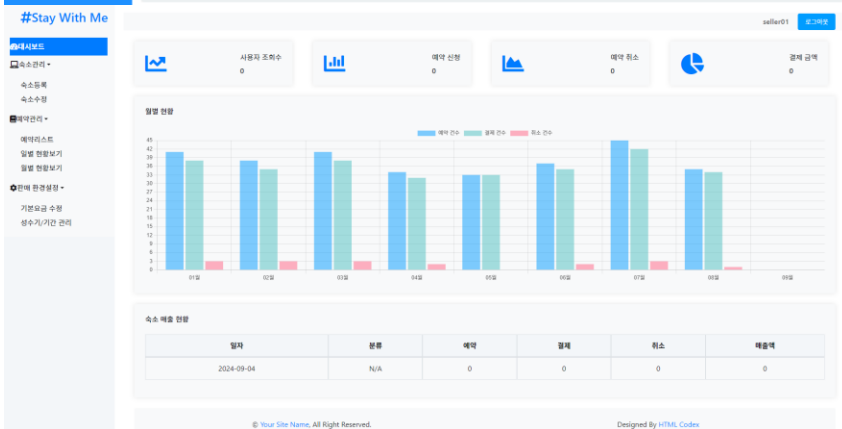 #Stay With Me
seller01 로그아웃
대시보드
숙소관리
숙소등록
숙소수정
예약관리
예약리스트
일별 현황보기
월별 현황보기
판매 환경설정
기본요금 수정
성수기/기간 관리
사용자 조회수
0
예약 신청
0
예약 취소
0
결제 금액
0
월별 현황
예약 건수 결제 건수 취소 건수
45
42
39
36
33
30
27
24
21
18
15
12
9
6
3
0
01월 02월 03월 04월 05월 06월 07월 08월 09월
숙소 매출 현황
일자 분류 예약 결제 취소 매출액
2024-09-04 N/A 0 0 0 0
© Your Site Name, All Right Reserved.
Designed By HTML Codex